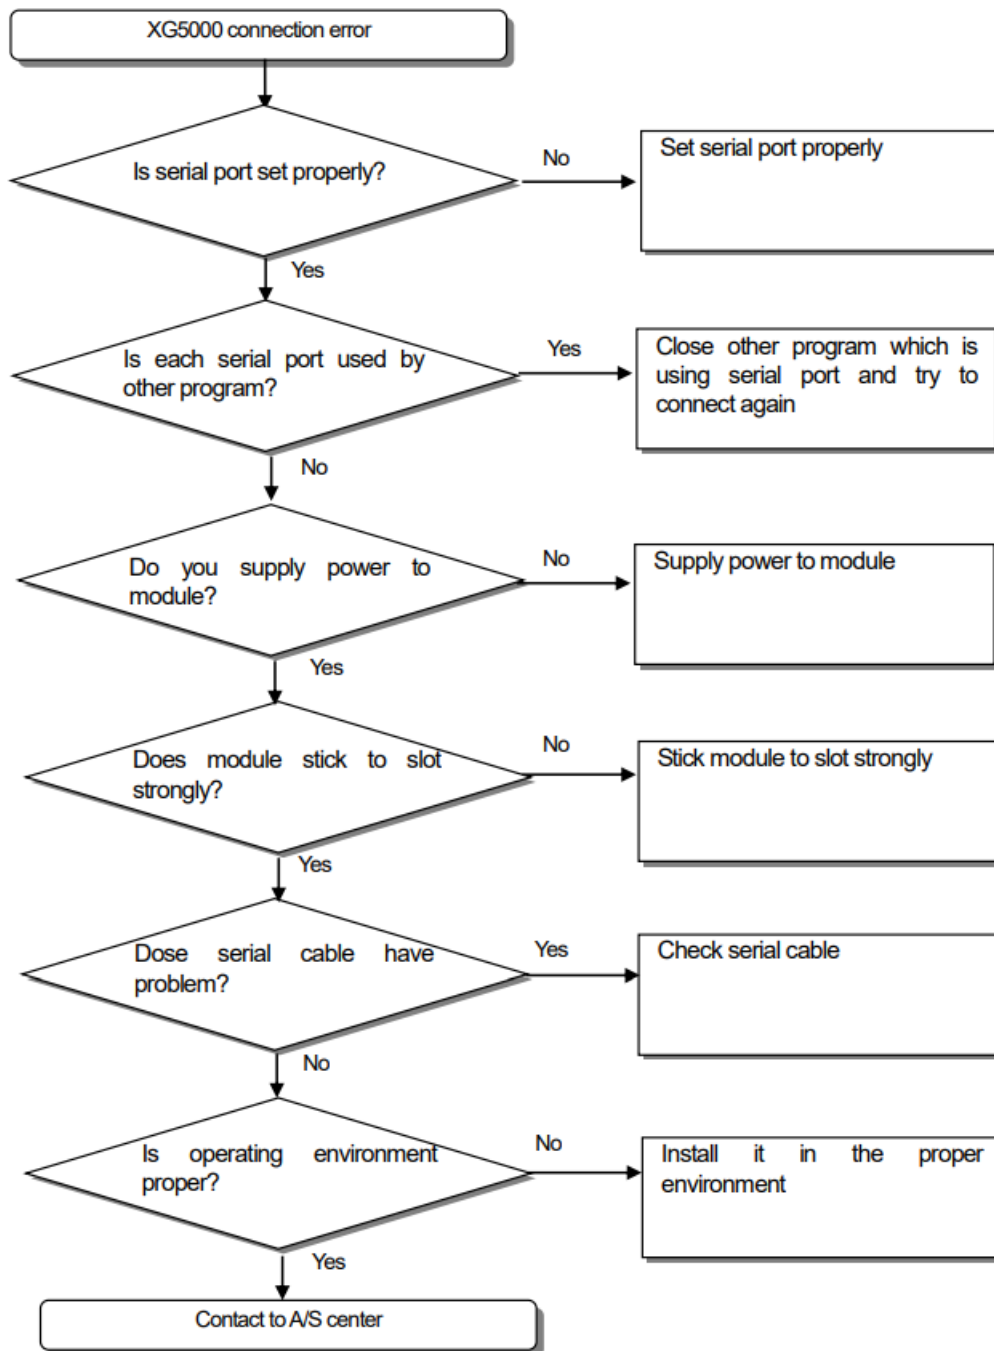 XG5000 connection error
Is serial port set properly?
No
Set serial port properly
Yes
Is each serial port used by
other program?
Yes
Close other program which is
using serial port and try to
connect again
No
Do you supply power to
module?
No
Supply power to module
Yes
Does module stick to slot
strongly?
No
Stick module to slot strongly
Yes
Dose serial cable have
problem?
Yes
Check serial cable
No
Is operating environment
proper?
No
Install it in the proper
environment
Yes
Contact to A/S center